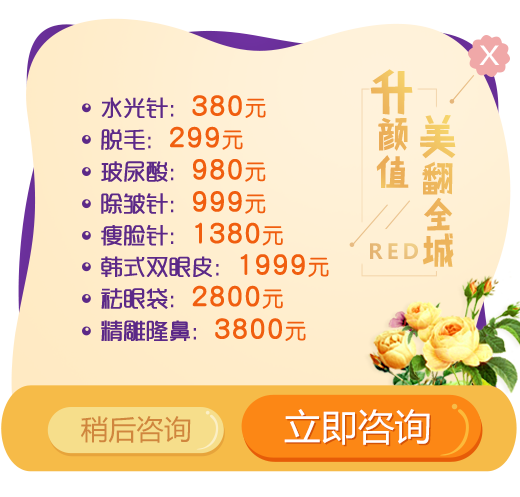 X
水光针：380元
脱毛：299元
玻尿酸：980元
除皱针：999元
瘦脸针：1380元
韩式双眼皮：1999元
祛眼袋：2800元
精雕隆鼻：3800元
升颜值
美翻全城
RED
稍后咨询
立即咨询